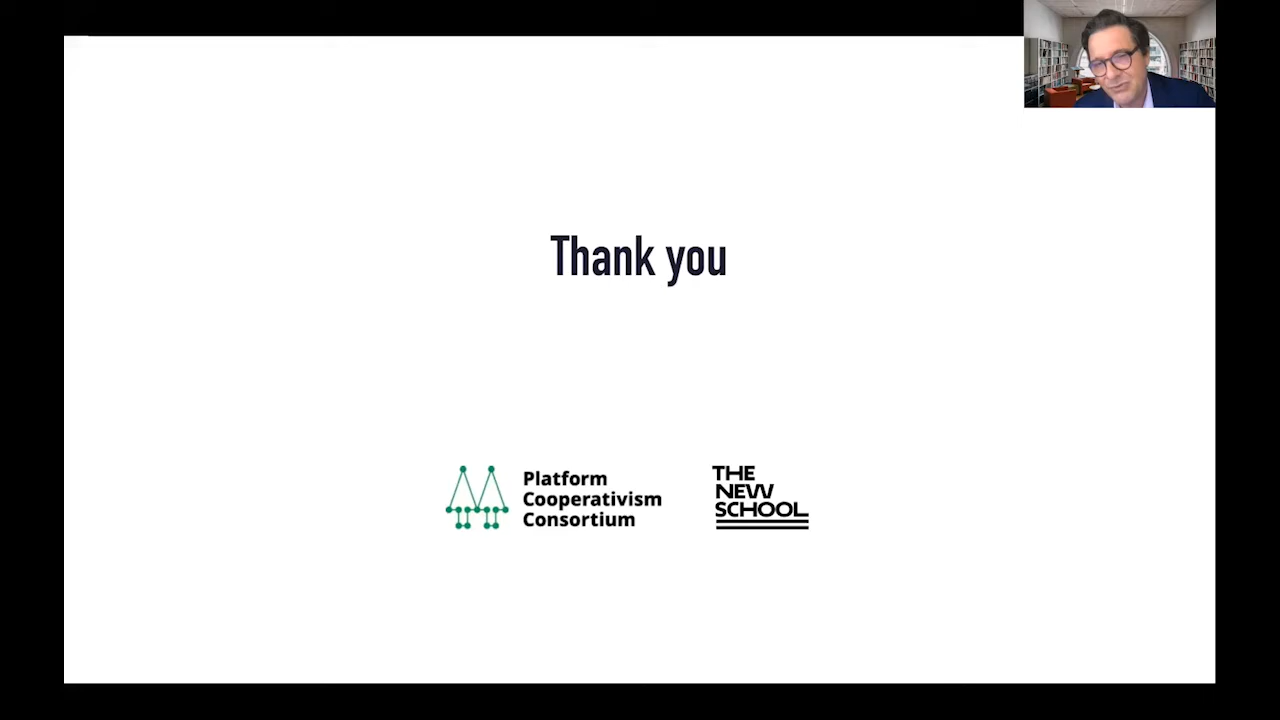 Thank you
Platform
Cooperativism
Consortium
THE
NEW
SCHOOL